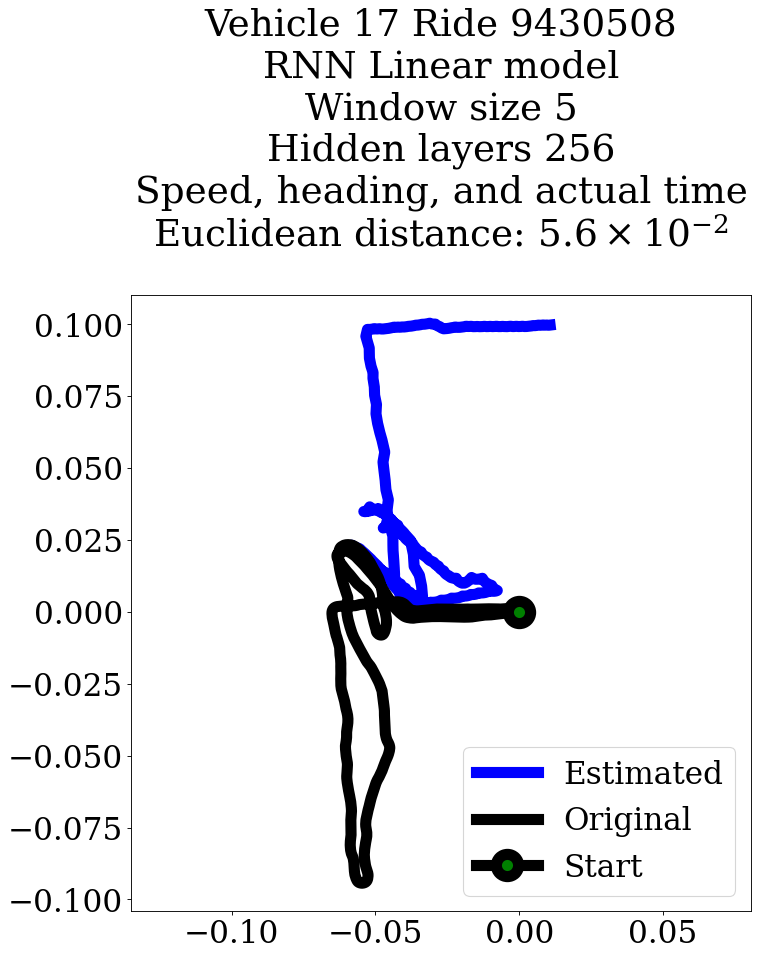 Vehicle 17 Ride 9430508
RNN Linear model
Window size 5
Hidden layers 256
Speed, heading, and actual time
Euclidean distance: 5.6 × 10⁻²
0.100
0.075
0.050
0.025
0.000
−0.025
−0.050
−0.075
−0.100
Estimated
Original
Start
−0.10 −0.05 0.00 0.05